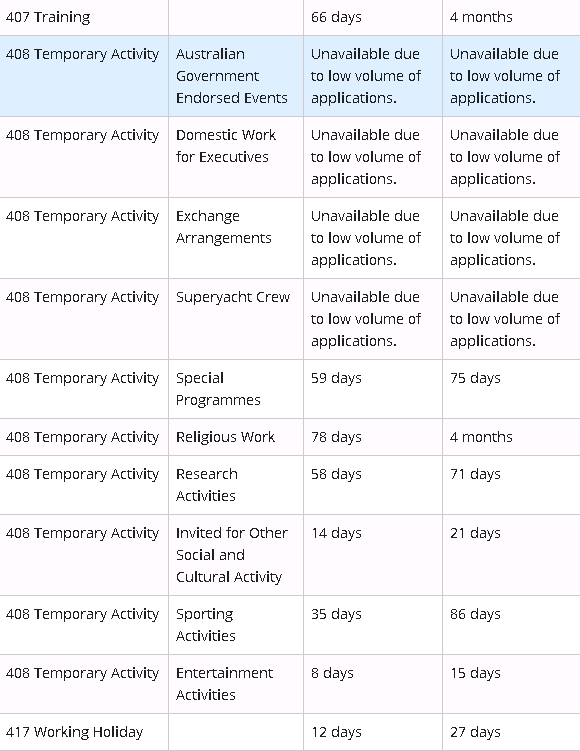 407 Training 66 days 4 months
408 Temporary Activity Australian Unavailable due Unavailable due
Government to low volume of to low volume of
Endorsed Events applications. applications.
408 Temporary Activity Domestic Work Unavailable due Unavailable due
for Executives to low volume of to low volume of
applications. applications.
408 Temporary Activity Exchange Unavailable due Unavailable due
Arrangements to low volume of to low volume of
applications. applications.
408 Temporary Activity Superyacht Crew Unavailable due Unavailable due
to low volume of to low volume of
applications. applications.
408 Temporary Activity Special 59 days 75 days
Programmes
408 Temporary Activity Religious Work 78 days 4 months
408 Temporary Activity Research 58 days 71 days
Activities
408 Temporary Activity Invited for Other 14 days 21 days
Social and
Cultural Activity
408 Temporary Activity Sporting 35 days 86 days
Activities
408 Temporary Activity Entertainment 8 days 15 days
Activities
417 Working Holiday 12 days 27 days